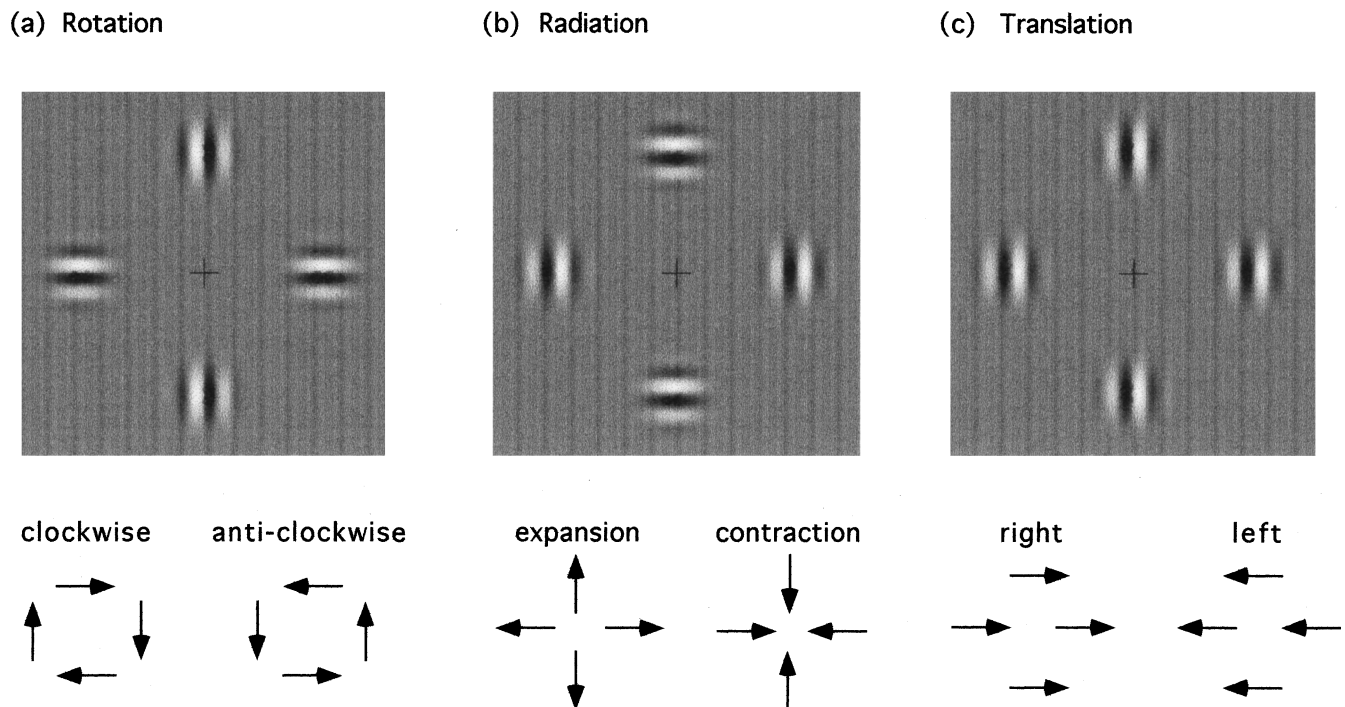 (a) Rotation
(b) Radiation
(c) Translation
clockwise
anti-clockwise
expansion
contraction
right
left